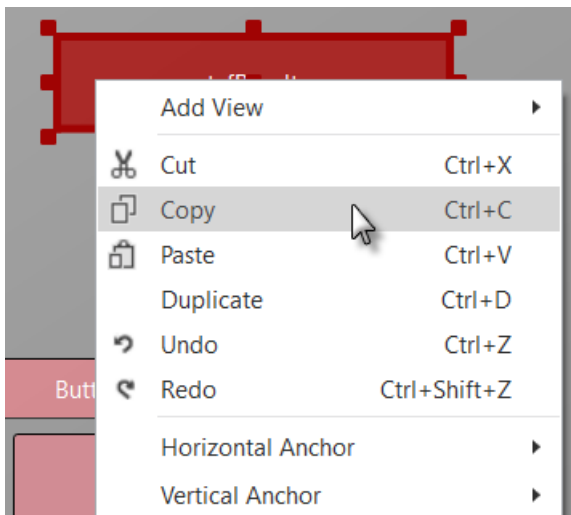 Add View
Cut Ctrl+X
Copy Ctrl+C
Paste Ctrl+V
Duplicate Ctrl+D
Undo Ctrl+Z
Butt
Redo Ctrl+Shift+Z
Horizontal Anchor
Vertical Anchor